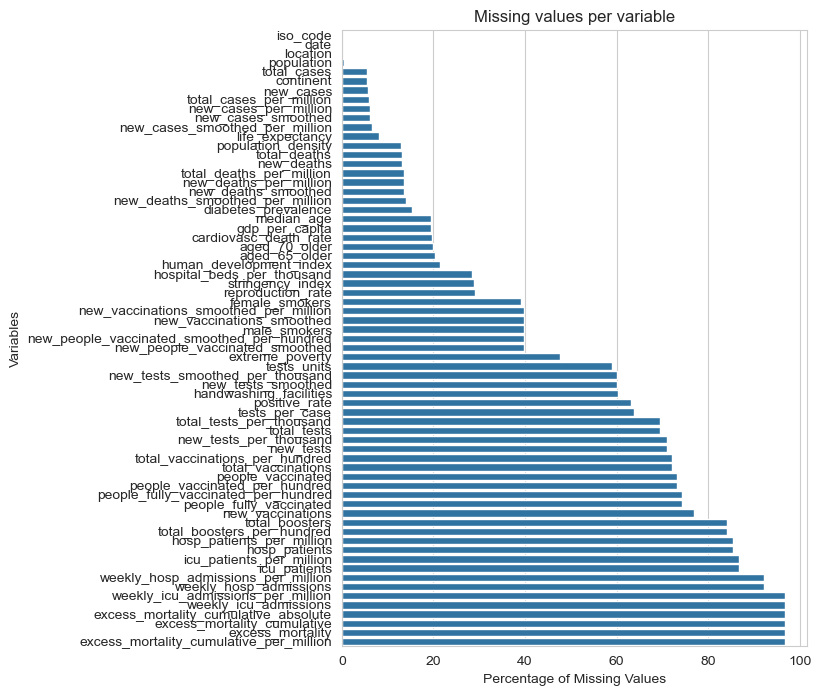 Missing values per variable
iso_code
date
location
population
total_cases
continent
new_cases
total_cases_per_million
new_cases_per_million
new_cases_smoothed
new_cases_smoothed_per_million
life_expectancy
population_density
total_deaths
new_deaths
total_deaths_per_million
new_deaths_per_million
new_deaths_smoothed
new_deaths_smoothed_per_million
diabetes_prevalence
median_age
gdp_per_capita
cardiovasc_death_rate
aged_70_older
aged_65_older
human_development_index
hospital_beds_per_thousand
stringency_index
reproduction_rate
female_smokers
new_vaccinations_smoothed_per_million
new_vaccinations_smoothed
male_smokers
new_people_vaccinated_smoothed_per_hundred
new_people_vaccinated_smoothed
extreme_poverty
tests_units
new_tests_smoothed_per_thousand
new_tests_smoothed
handwashing_facilities
positive_rate
tests_per_case
total_tests_per_thousand
total_tests
new_tests_per_thousand
new_tests
total_vaccinations_per_hundred
total_vaccinations
people_vaccinated
people_vaccinated_per_hundred
people_fully_vaccinated_per_hundred
people_fully_vaccinated
new_vaccinations
total_boosters
total_boosters_per_hundred
hosp_patients_per_million
hosp_patients
icu_patients_per_million
icu_patients
weekly_hosp_admissions_per_million
weekly_hosp_admissions
weekly_icu_admissions_per_million
weekly_icu_admissions
excess_mortality_cumulative_absolute
excess_mortality_cumulative
excess_mortality
excess_mortality_cumulative_per_million
Variables
0 20 40 60 80 100
Percentage of Missing Values